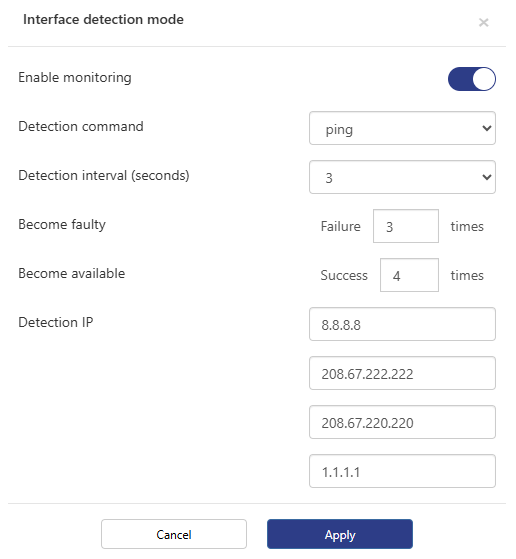 Interface detection mode ×
Enable monitoring
Detection command ping
Detection interval (seconds) 3
Become faulty Failure 3 times
Become available Success 4 times
Detection IP 8.8.8.8
208.67.222.222
208.67.220.220
1.1.1.1
Cancel Apply